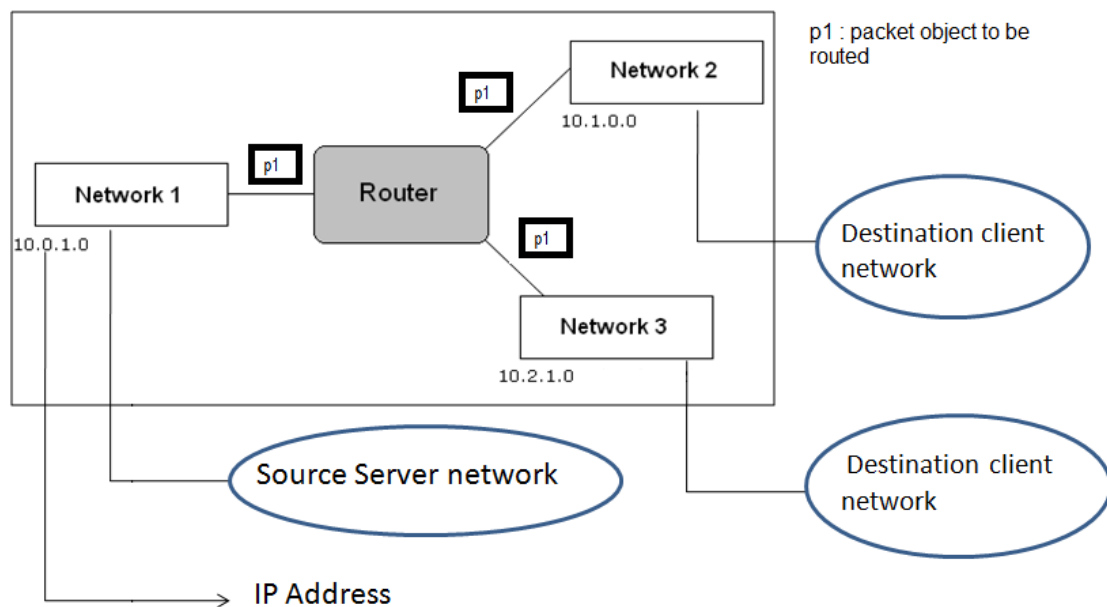 p1 : packet object to be
routed
Network 2
p1
10.1.0.0
p1
Network 1
Router
10.0.1.0
p1
Destination client
network
Network 3
10.2.1.0
Source Server network
Destination client
network
IP Address